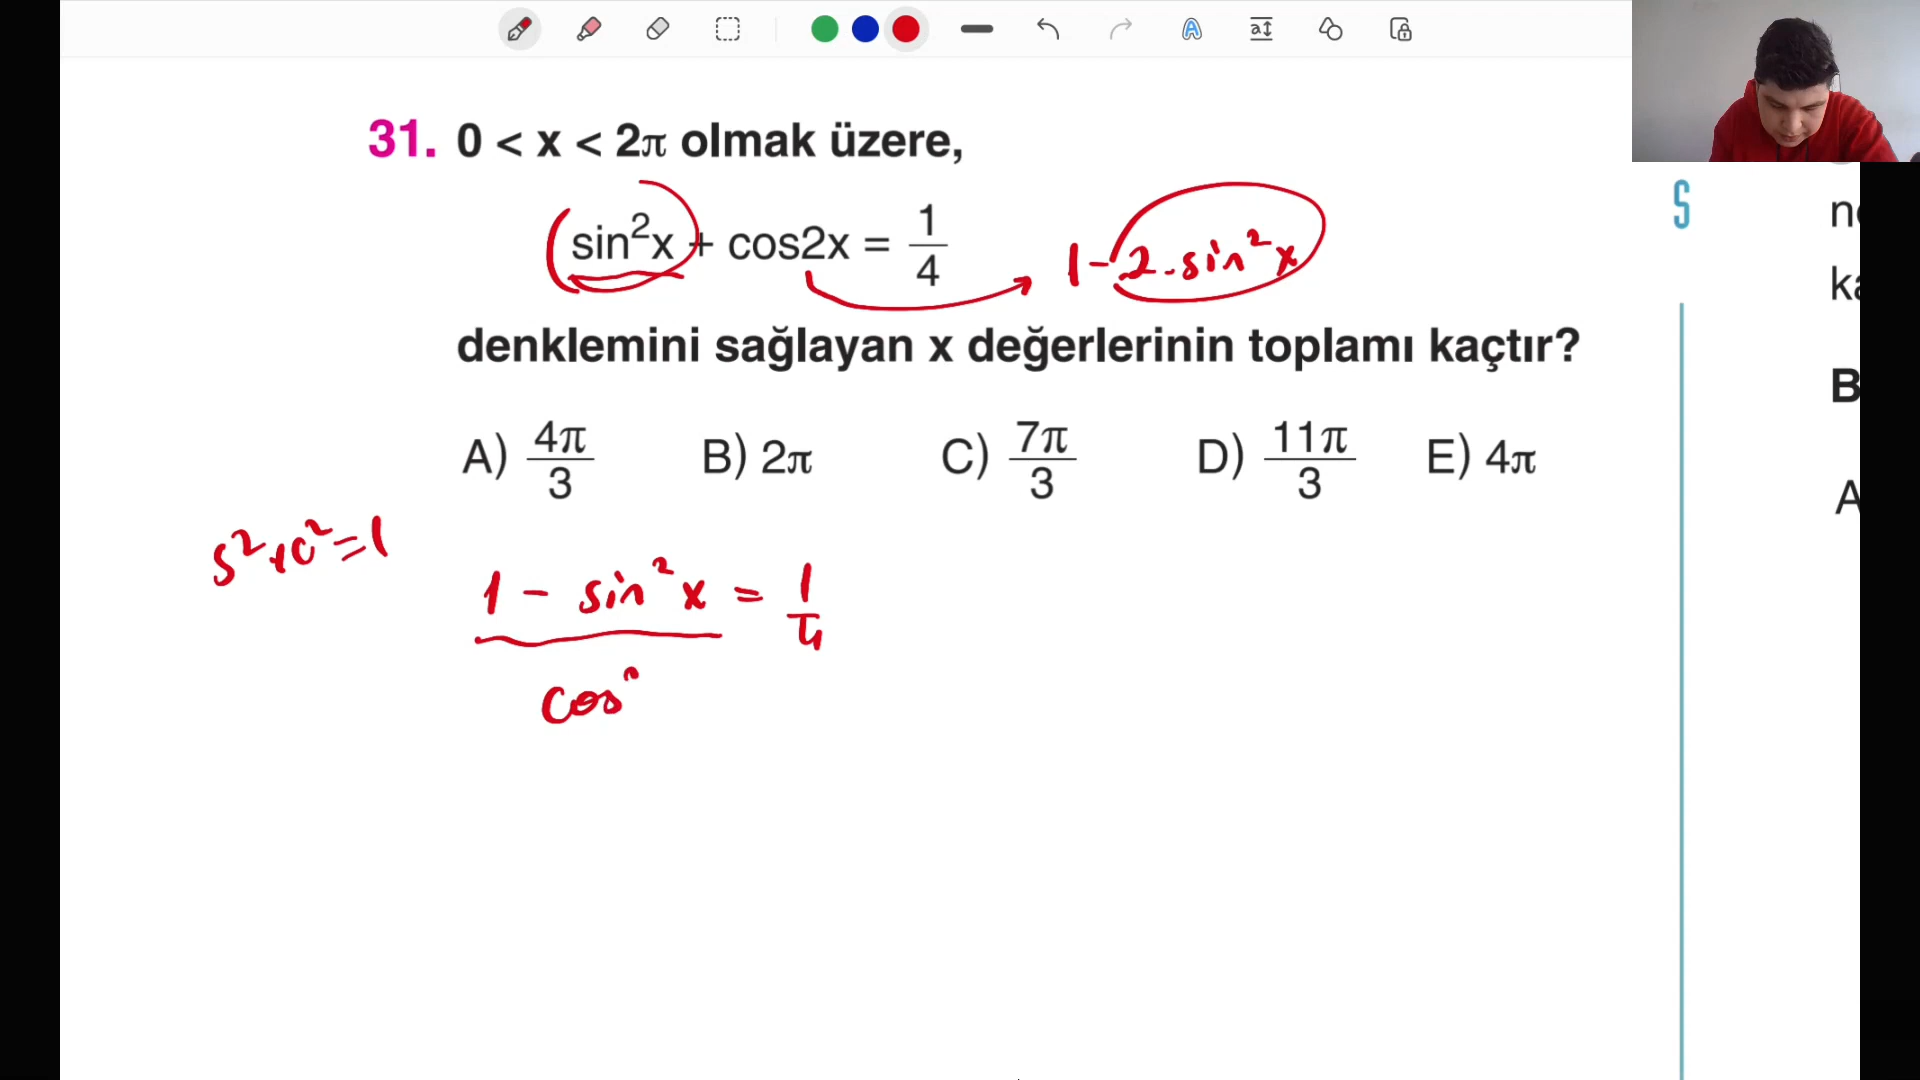 31. 0 < x < 2π olmak üzere,
sin²x + cos2x = 1/4
1 - 2.sin²x
denklemini sağlayan x değerlerinin toplamı kaçtır?
A) 4π/3 B) 2π C) 7π/3 D) 11π/3 E) 4π
s²+c²=1
1 - sin²x = 1/4
cos
S
B
A